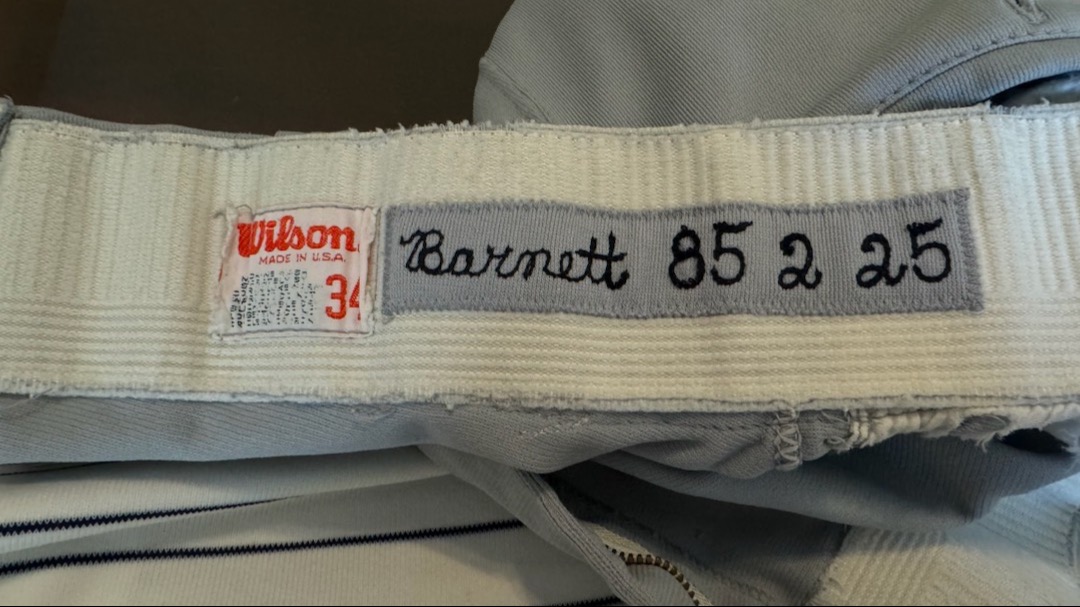 Wilson
MADE IN U.S.A.
34
Barnett 85 2 25